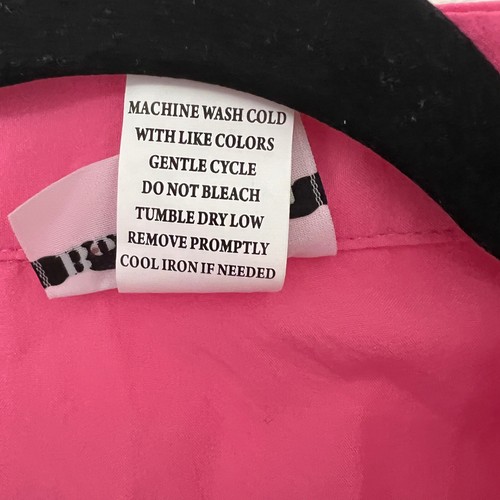 MACHINE WASH COLD
WITH LIKE COLORS
GENTLE CYCLE
DO NOT BLEACH
TUMBLE DRY LOW
REMOVE PROMPTLY
COOL IRON IF NEEDED